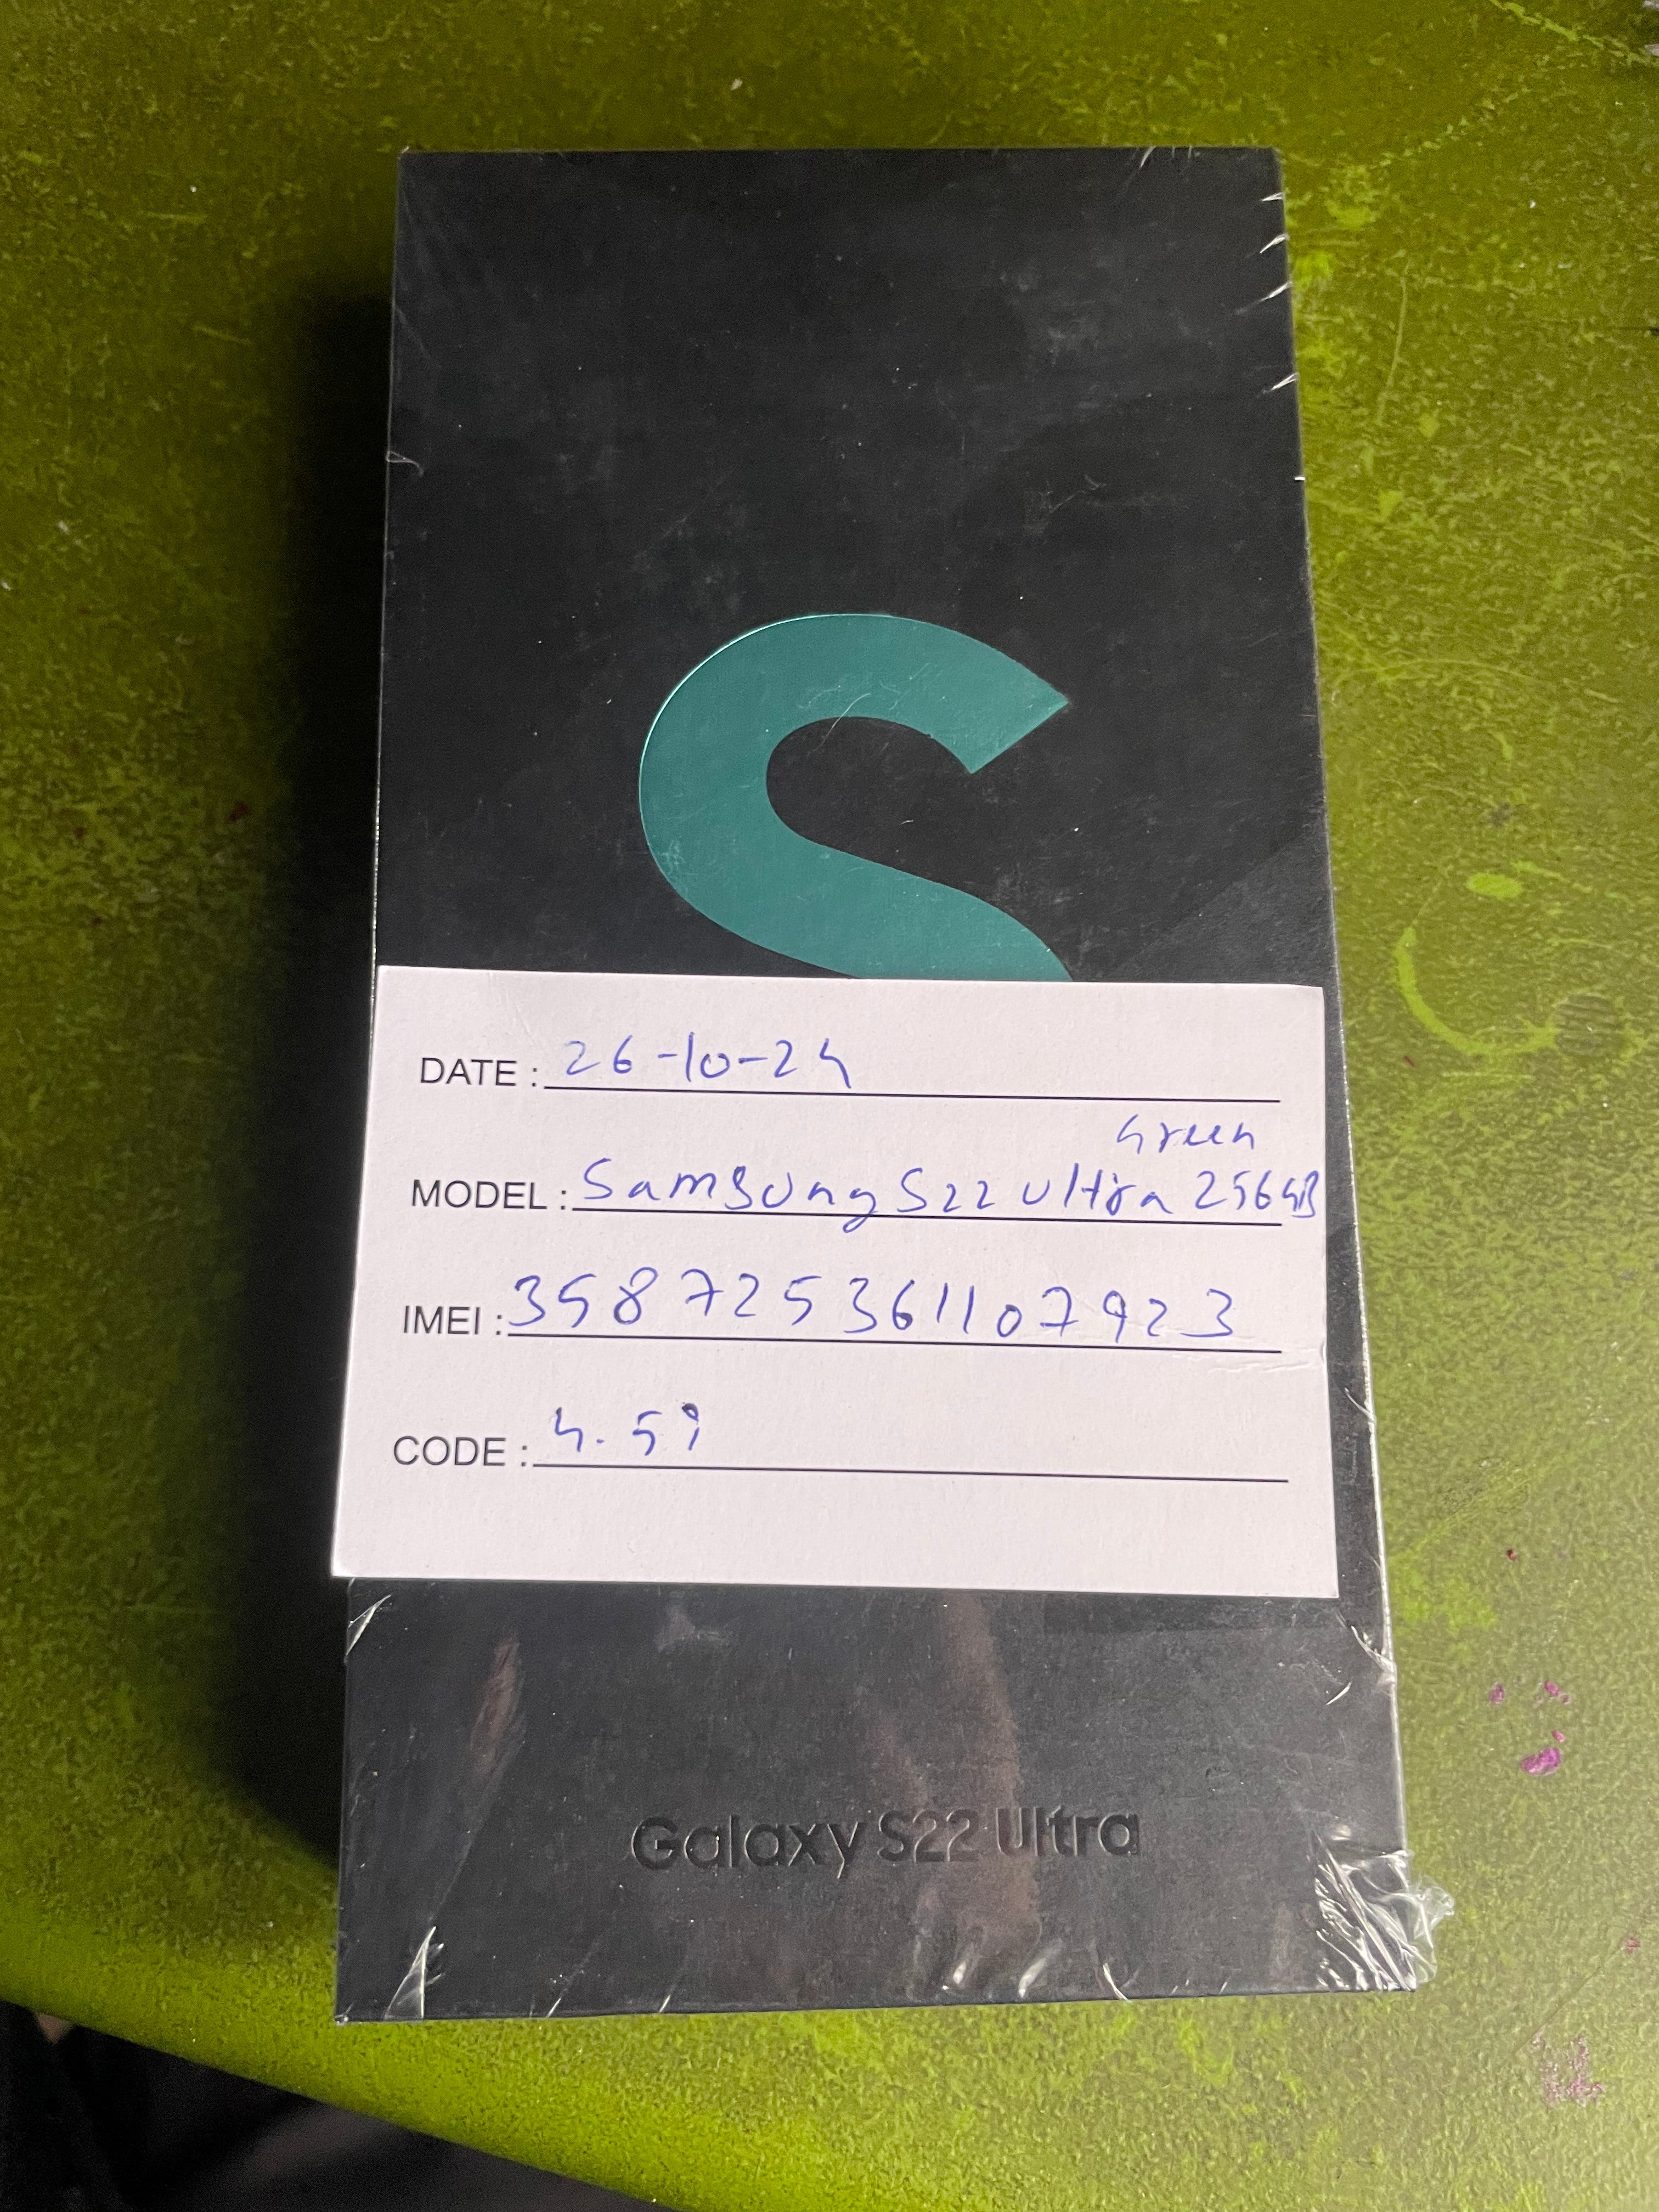 DATE : 26-10-24
Green
MODEL : Samsung S22 Ultra 256GB
IMEI : 358725361107923
CODE : 4.59
Galaxy S22 Ultra